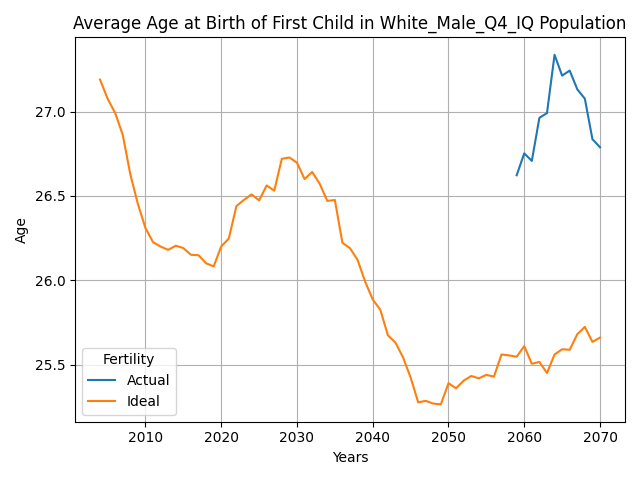 Average Age at Birth of First Child in White_Male_Q4_IQ Population
Age
27.0
26.5
26.0
25.5
Fertility
Actual
Ideal
2010 2020 2030 2040 2050 2060 2070
Years